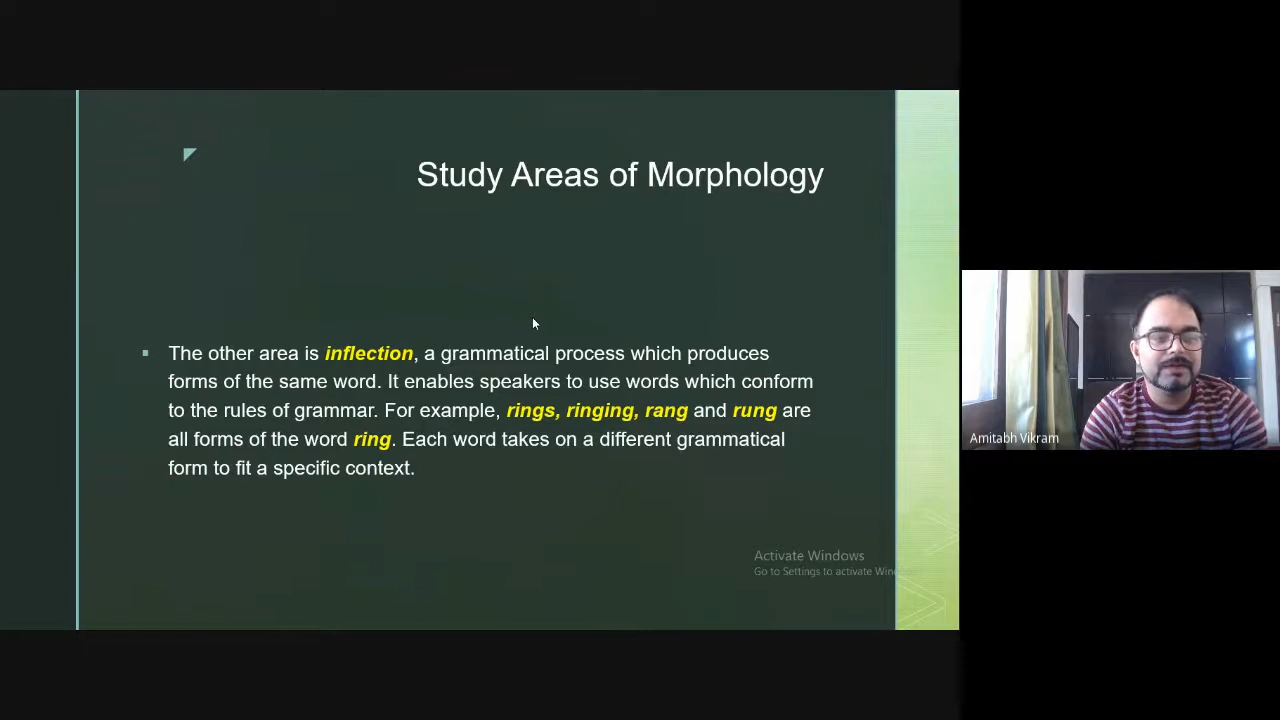 Study Areas of Morphology
The other area is inflection, a grammatical process which produces
forms of the same word. It enables speakers to use words which conform
to the rules of grammar. For example, rings, ringing, rang and rung are
all forms of the word ring. Each word takes on a different grammatical
form to fit a specific context.
Activate Windows
Go to Settings to activate
Amitabh Vikram